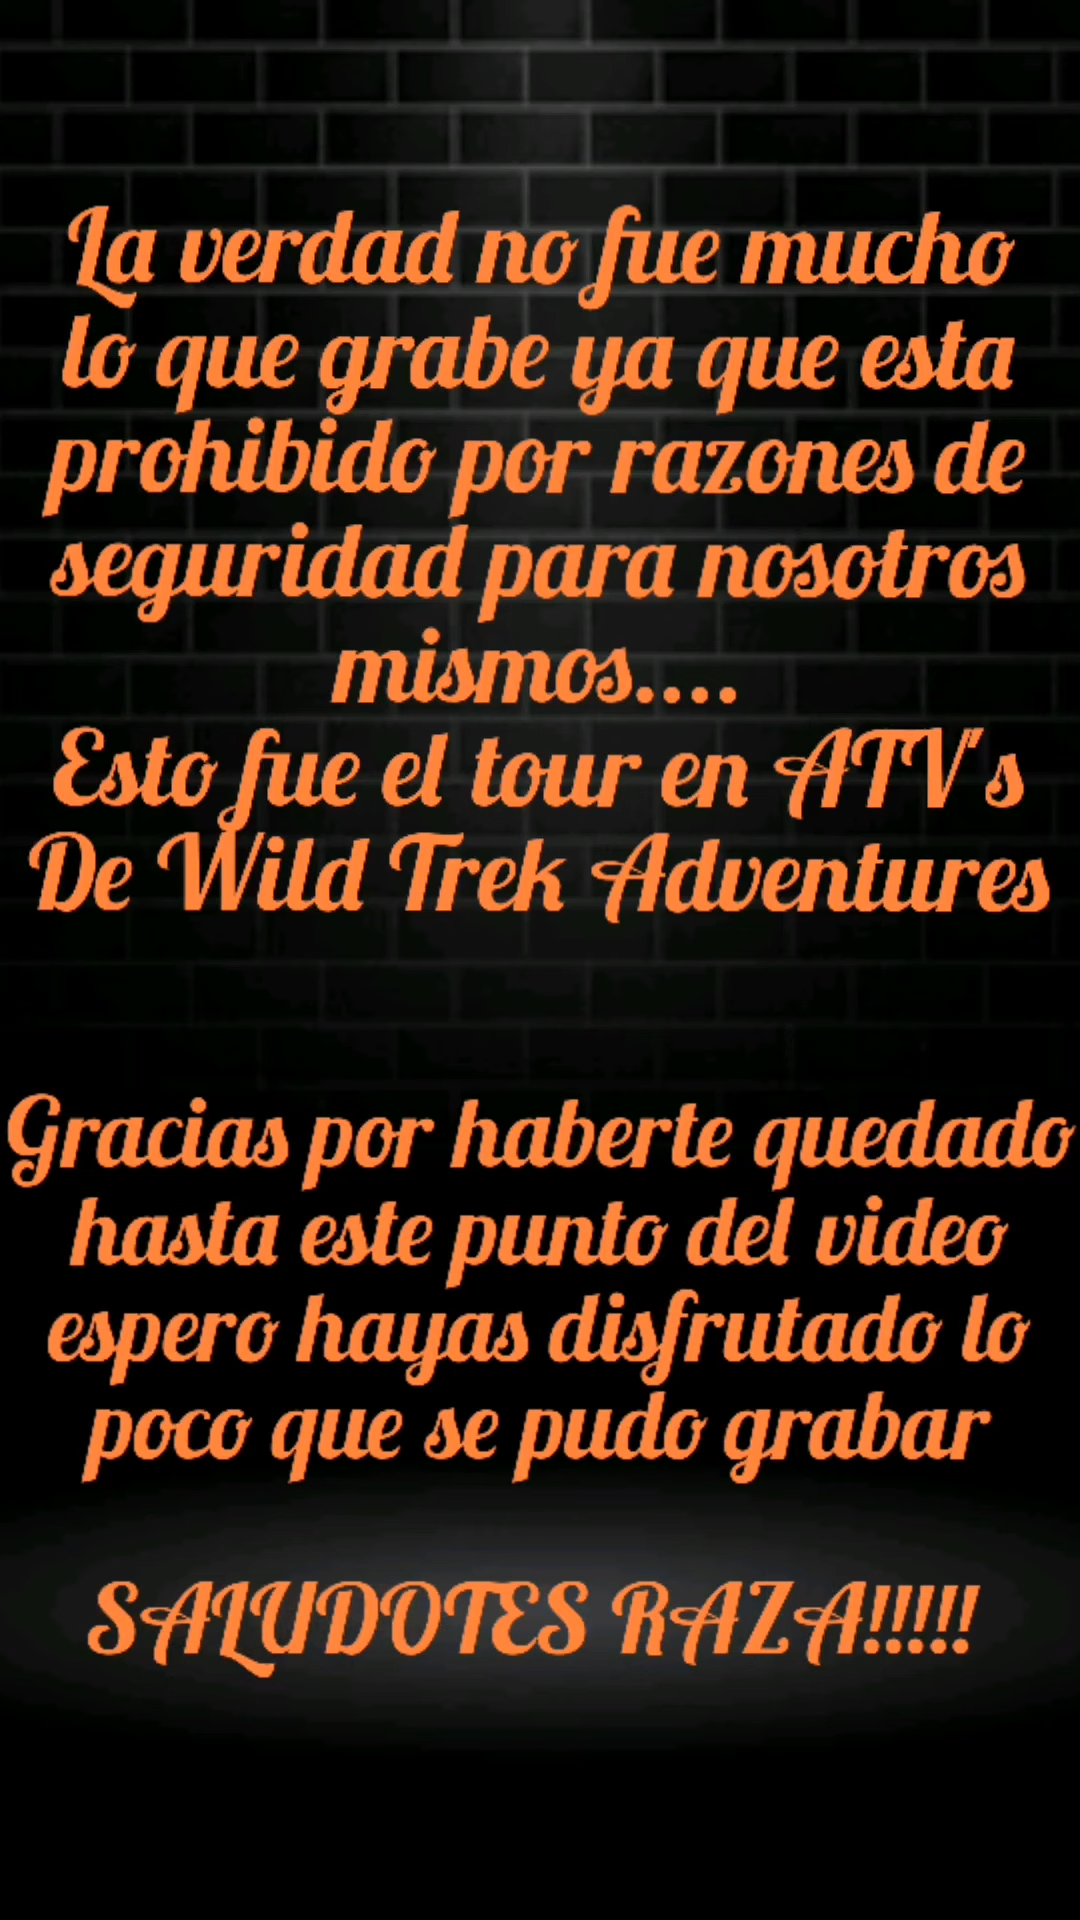 La verdad no fue mucho
lo que grabe ya que esta
prohibido por razones de
seguridad para nosotros
mismos....
Esto fue el tour en ATV's
De Wild Trek Adventures
Gracias por haberte quedado
hasta este punto del video
espero hayas disfrutado lo
poco que se pudo grabar
SALUDOTES RAZA!!!!!